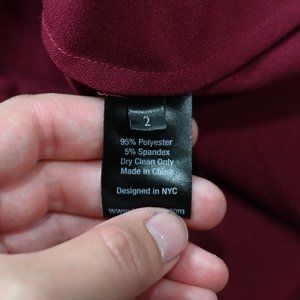 2
95% Polyester
5% Spandex
Dry Clean Only
Made in China
Designed in NYC